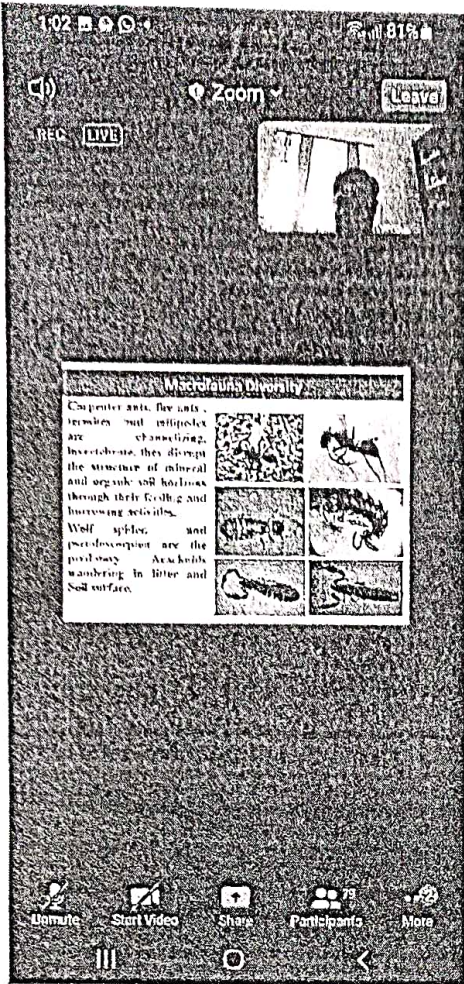 1:02 81%
Zoom Leave
REC LIVE
Macrofauna Diversity
Carpenter ants, fire ants,
termites and millipedes
are channelizing,
Invertebrate, they disrupt
the structure of mineral
and organic soil horizons
through their feeding and
burrowing activities.
Wolf spider, and
pseudoscorpion are the
Arachnids
wandering in litter and
Soil surface.
79
Unmute Start Video Share Participants More